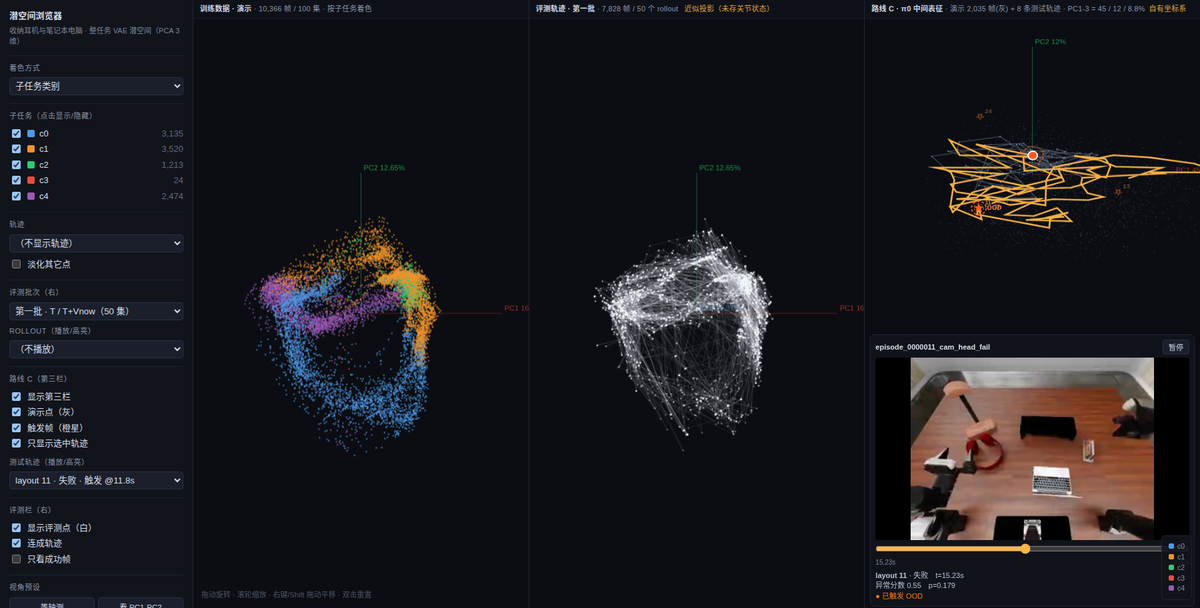 潜空间浏览器
收纳耳机与笔记本电脑 · 整任务 VAE 潜空间（PCA 3
维）
着色方式
子任务类别
子任务（点击显示/隐藏）
c0 3,135
c1 3,520
c2 1,213
c3 24
c4 2,474
轨迹
（不显示轨迹）
淡化其它点
评测批次（右）
第一批 · T / T+Vnow（50 集）
ROLLOUT（播放/高亮）
（不播放）
路线 C（第三栏）
显示第三栏
演示点（灰）
触发帧（橙星）
只显示选中轨迹
测试轨迹（播放/高亮）
layout 11 · 失败 · 触发 @11.8s
评测栏（右）
显示评测点（白）
连成轨迹
只看成功帧
视角预设
等轴测 看 PC1-PC2
训练数据 · 演示 · 10,366 帧 / 100 集 · 按子任务着色
PC2 12.65%
PC1 16
拖动旋转 · 滚轮缩放 · 右键/Shift 拖动平移 · 双击重置
评测轨迹 · 第一批 · 7,828 帧 / 50 个 rollout 近似投影（未存关节状态）
PC2 12.65%
PC1 16
路线 C · π0 中间表征 · 演示 2,035 帧(灰) + 8 条测试轨迹 · PC1-3 = 45 / 12 / 8.8% 自有坐标系
PC2 12%
24
13
OOD
episode_0000011_cam_head_fail
暂停
15.23s
layout 11 · 失败 t=15.23s
异常分数 0.55 p=0.179
● 已触发 OOD
c0
c1
c2
c3
c4